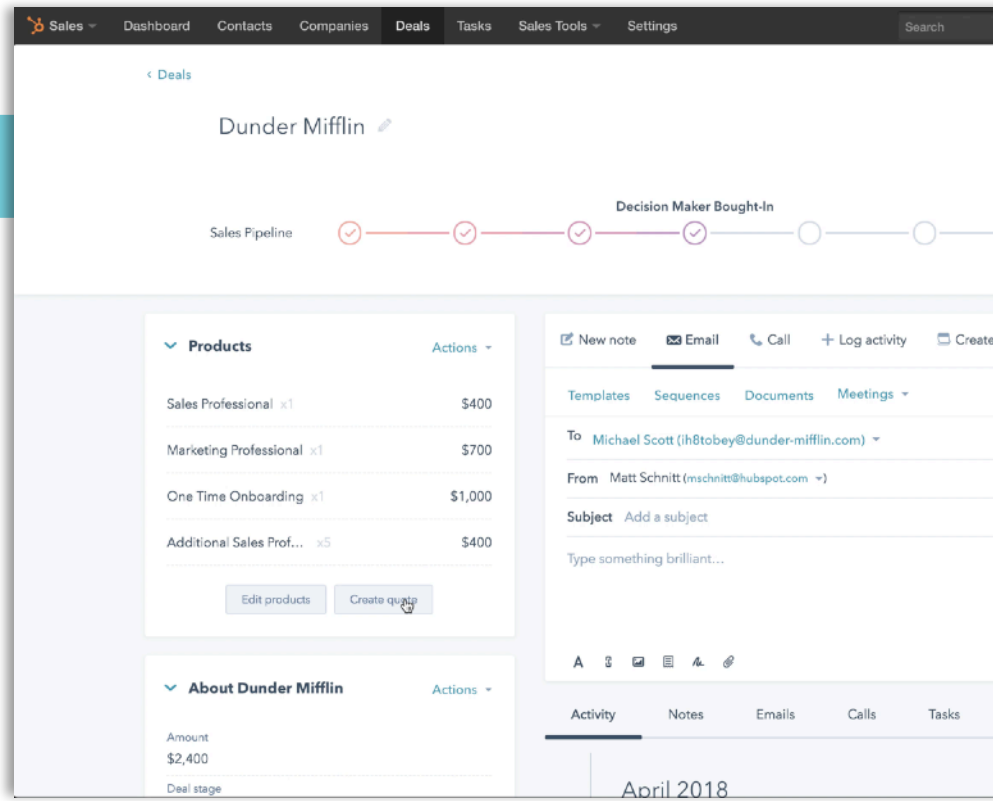 Sales Dashboard Contacts Companies Deals Tasks Sales Tools Settings Search
Deals
Dunder Mifflin
Decision Maker Bought-In
Sales Pipeline
Products
Actions
Sales Professional x1 $400
Marketing Professional x1 $700
One Time Onboarding x1 $1,000
Additional Sales Prof... x5 $400
Edit products Create quote
About Dunder Mifflin
Actions
Amount
$2,400
Deal stage
New note Email Call + Log activity Create
Templates Sequences Documents Meetings
To Michael Scott (ih8tobey@dunder-mifflin.com)
From Matt Schnitt (mschnitt@hubspot.com )
Subject Add a subject
Type something brilliant...
Activity Notes Emails Calls Tasks
April 2018